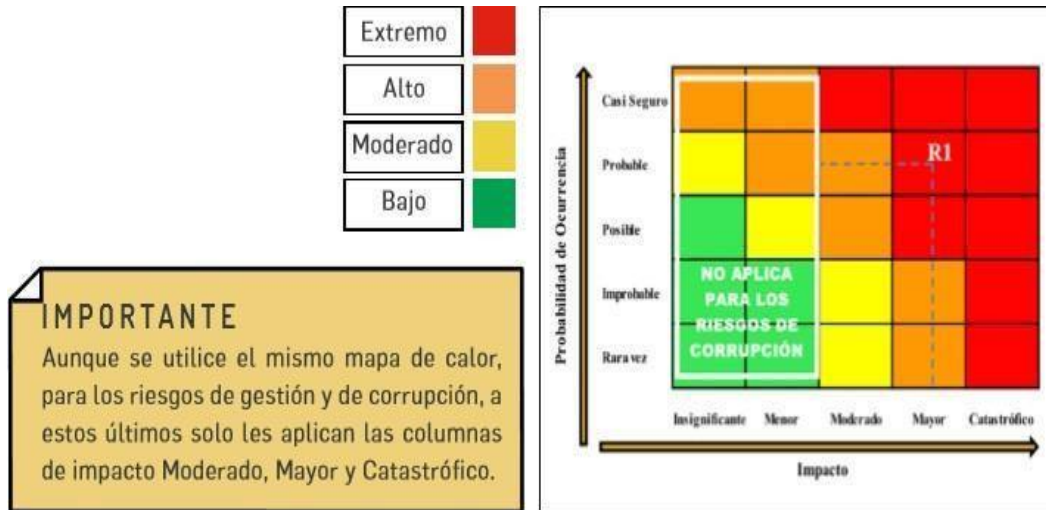 Extremo
Alto
Moderado
Bajo
IMPORTANTE
Aunque se utilice el mismo mapa de calor,
para los riesgos de gestión y de corrupción, a
estos últimos solo les aplican las columnas
de impacto Moderado, Mayor y Catastrófico.
Probabilidad de Ocurrencia
Casi Seguro
Probable
R1
Posible
Improbable
Rara vez
NO APLICA
PARA LOS
RIESGOS DE
CORRUPCIÓN
Insignificante Menor Moderado Mayor Catastrófico
Impacto